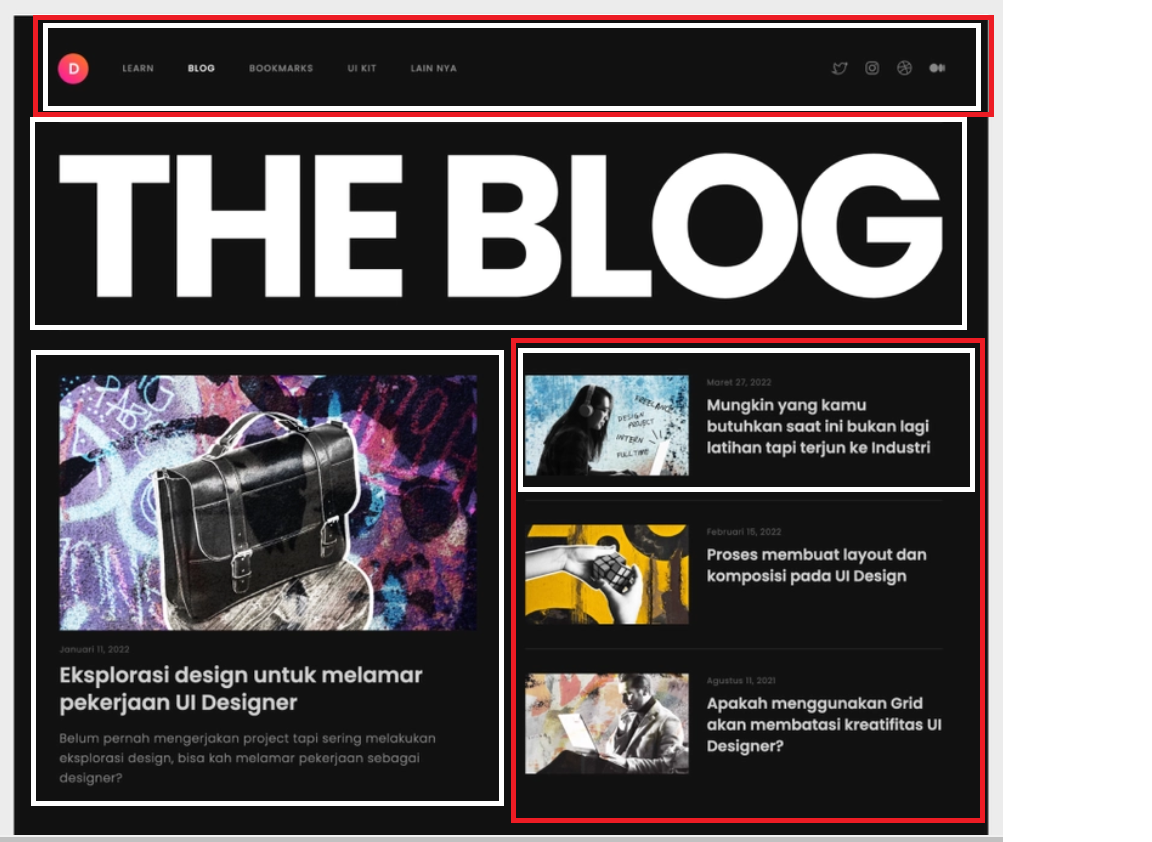 D
LEARN BLOG BOOKMARKS UI KIT LAIN NYA
THE BLOG
Januari 11, 2022
Eksplorasi design untuk melamar
pekerjaan UI Designer
Belum pernah mengerjakan project tapi sering melakukan
eksplorasi design, bisa kah melamar pekerjaan sebagai
designer?
FREELANCE
DESIGN
PROJECT
INTERN
FULLTIME
Maret 27, 2022
Mungkin yang kamu
butuhkan saat ini bukan lagi
latihan tapi terjun ke Industri
Februari 15, 2022
Proses membuat layout dan
komposisi pada UI Design
Agustus 11, 2021
Apakah menggunakan Grid
akan membatasi kreatifitas UI
Designer?